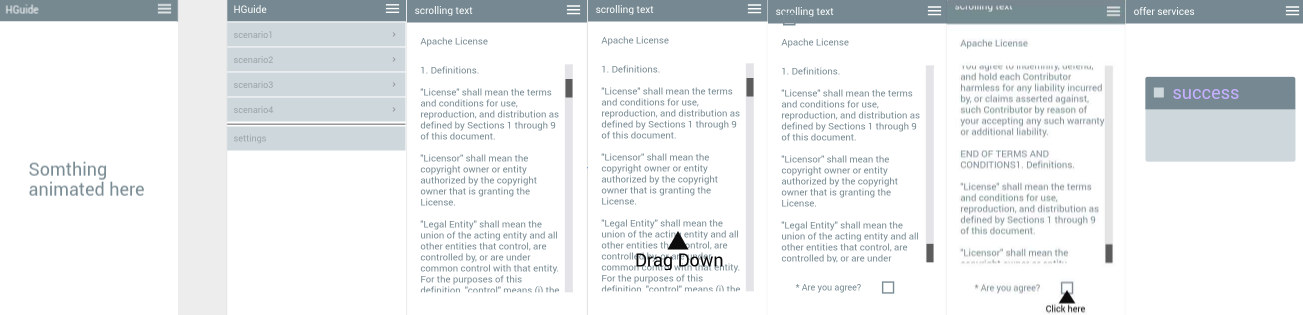 HGuide
Somthing
animated here
HGuide
scenario1
scenario2
scenario3
scenario4
settings
scrolling text
Apache License
1. Definitions.
"License" shall mean the terms
and conditions for use,
reproduction, and distribution as
defined by Sections 1 through 9
of this document.
"Licensor" shall mean the
copyright owner or entity
authorized by the copyright
owner that is granting the
License.
"Legal Entity" shall mean the
union of the acting entity and all
other entities that control, are
controlled by, or are under
common control with that entity.
For the purposes of this
definition, "control" means (i) the
scrolling text
Apache License
1. Definitions.
"License" shall mean the terms
and conditions for use,
reproduction, and distribution as
defined by Sections 1 through 9
of this document.
"Licensor" shall mean the
copyright owner or entity
authorized by the copyright
owner that is granting the
License.
"Legal Entity" shall mean the
union of the acting entity and all
other entities that control, are
controlled by, or are under
common control with that entity.
Drag Down
For the purposes of this
definition, "control" means (i) the
scrolling text
Apache License
1. Definitions.
"License" shall mean the terms
and conditions for use,
reproduction, and distribution as
defined by Sections 1 through 9
of this document.
"Licensor" shall mean the
copyright owner or entity
authorized by the copyright
owner that is granting the
License.
"Legal Entity" shall mean the
union of the acting entity and all
other entities that control, are
controlled by, or are under
* Are you agree?
scrolling text
Apache License
You agree to indemnify, defend,
and hold each Contributor
harmless for any liability incurred
by, or claims asserted against,
such Contributor by reason of
your accepting any such warranty
or additional liability.
END OF TERMS AND
CONDITIONS1. Definitions.
"License" shall mean the terms
and conditions for use,
reproduction, and distribution as
defined by Sections 1 through 9
of this document.
"Licensor" shall mean the
copyright owner or entity
* Are you agree?
Click here
offer services
success